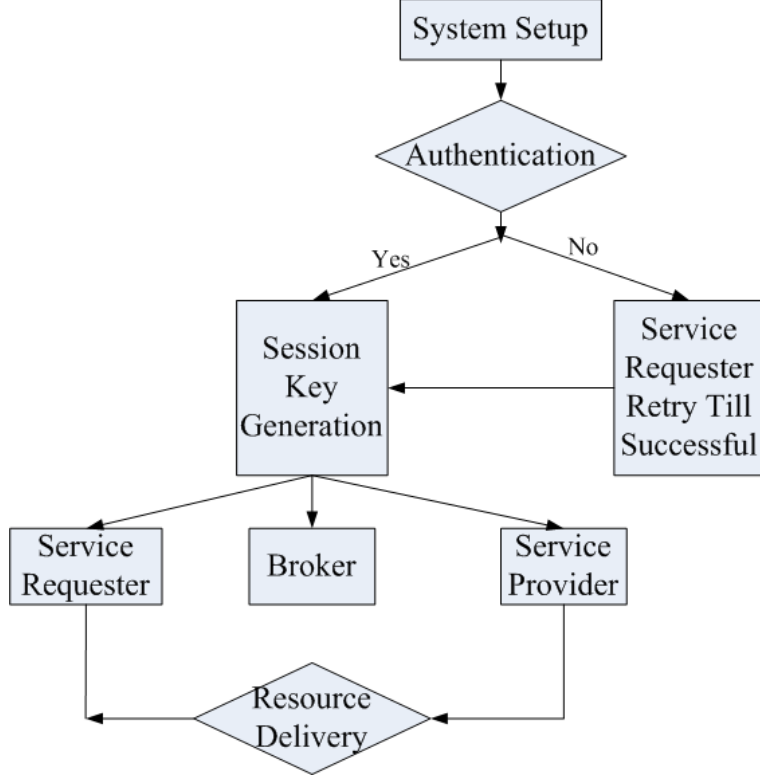 System Setup
Authentication
Yes
No
Session
Key
Generation
Service
Requester
Retry Till
Successful
Service
Requester
Broker
Service
Provider
Resource
Delivery